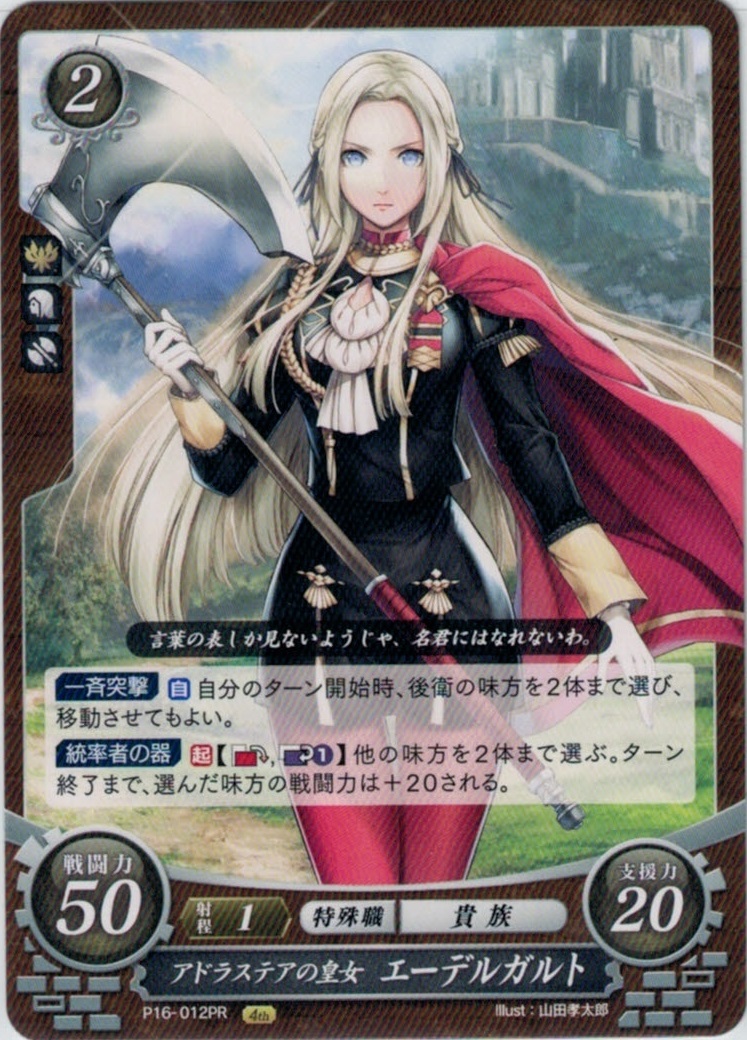 2
言葉の表しか見ないようじゃ、名君にはなれないわ。
一斉突撃 自 自分のターン開始時、後衛の味方を2体まで選び、
移動させてもよい。
統率者の器 起【 , 1】他の味方を2体まで選ぶ。ターン
終了まで、選んだ味方の戦闘力は+20される。
戦闘力
50
射程 1 特殊職 貴族
支援力
20
アドラステアの皇女 エーデルガルト
P16-012PR 4th Illust:山田孝太郎